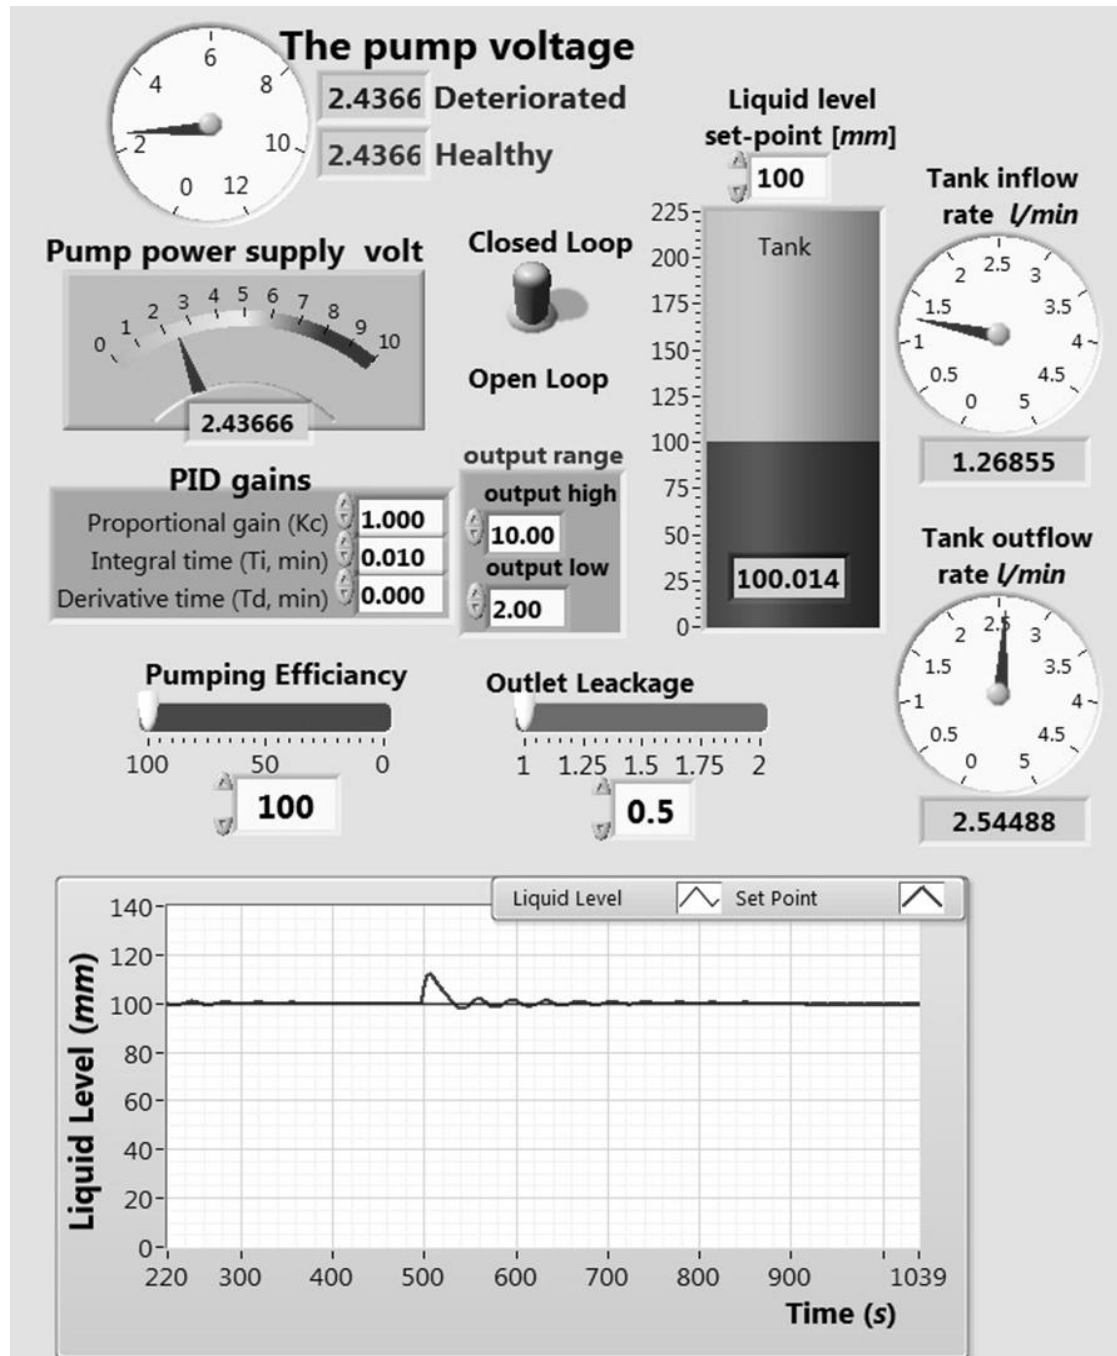 The pump voltage
6
4
8
2
10
0
12
2.4366 Deteriorated
2.4366 Healthy
Liquid level
set-point [mm]
100
Pump power supply volt
0 1 2 3 4 5 6 7 8 9 10
2.43666
Closed Loop
Open Loop
225
200
175
150
125
100
75
50
25
0
Tank
100.014
Tank inflow
rate l/min
0 0.5 1 1.5 2 2.5 3 3.5 4 4.5 5
1.26855
PID gains
Proportional gain (Kc) 1.000
Integral time (Ti, min) 0.010
Derivative time (Td, min) 0.000
output range
output high
10.00
output low
2.00
Tank outflow
rate l/min
0 0.5 1 1.5 2 2.5 3 3.5 4 4.5 5
2.54488
Pumping Efficiancy
100 50 0
100
Outlet Leackage
1 1.25 1.5 1.75 2
0.5
Liquid Level Set Point
Liquid Level (mm)
140
120
100
80
60
40
20
0
220 300 400 500 600 700 800 900 1039
Time (s)